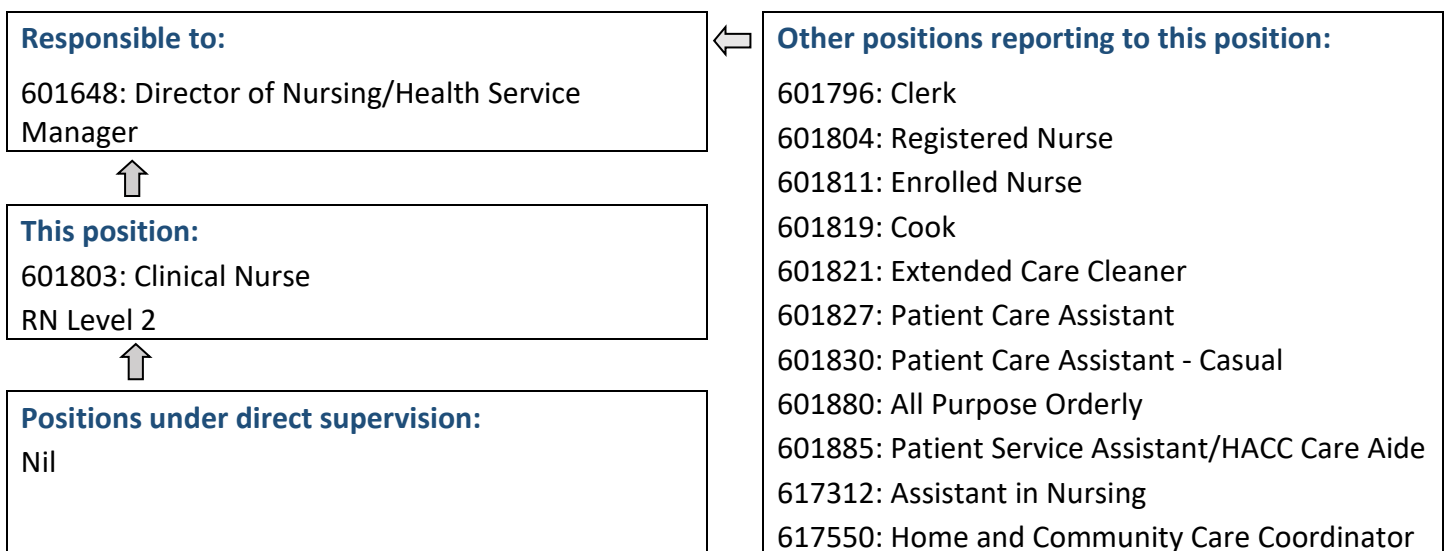 Responsible to:
601648: Director of Nursing/Health Service
Manager
This position:
601803: Clinical Nurse
RN Level 2
Positions under direct supervision:
Nil
Other positions reporting to this position:
601796: Clerk
601804: Registered Nurse
601811: Enrolled Nurse
601819: Cook
601821: Extended Care Cleaner
601827: Patient Care Assistant
601830: Patient Care Assistant - Casual
601880: All Purpose Orderly
601885: Patient Service Assistant/HACC Care Aide
617312: Assistant in Nursing
617550: Home and Community Care Coordinator